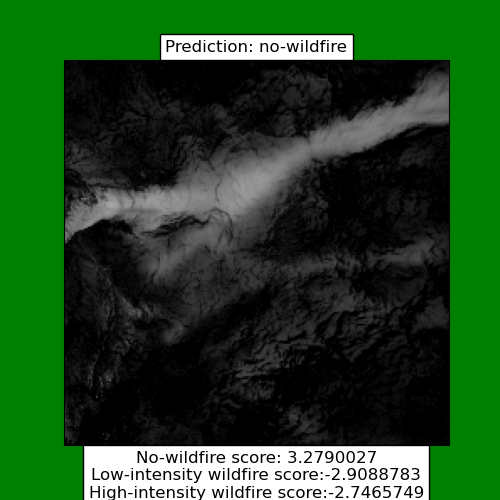 Prediction: no-wildfire
No-wildfire score: 3.2790027
Low-intensity wildfire score:-2.9088783
High-intensity wildfire score:-2.7465749